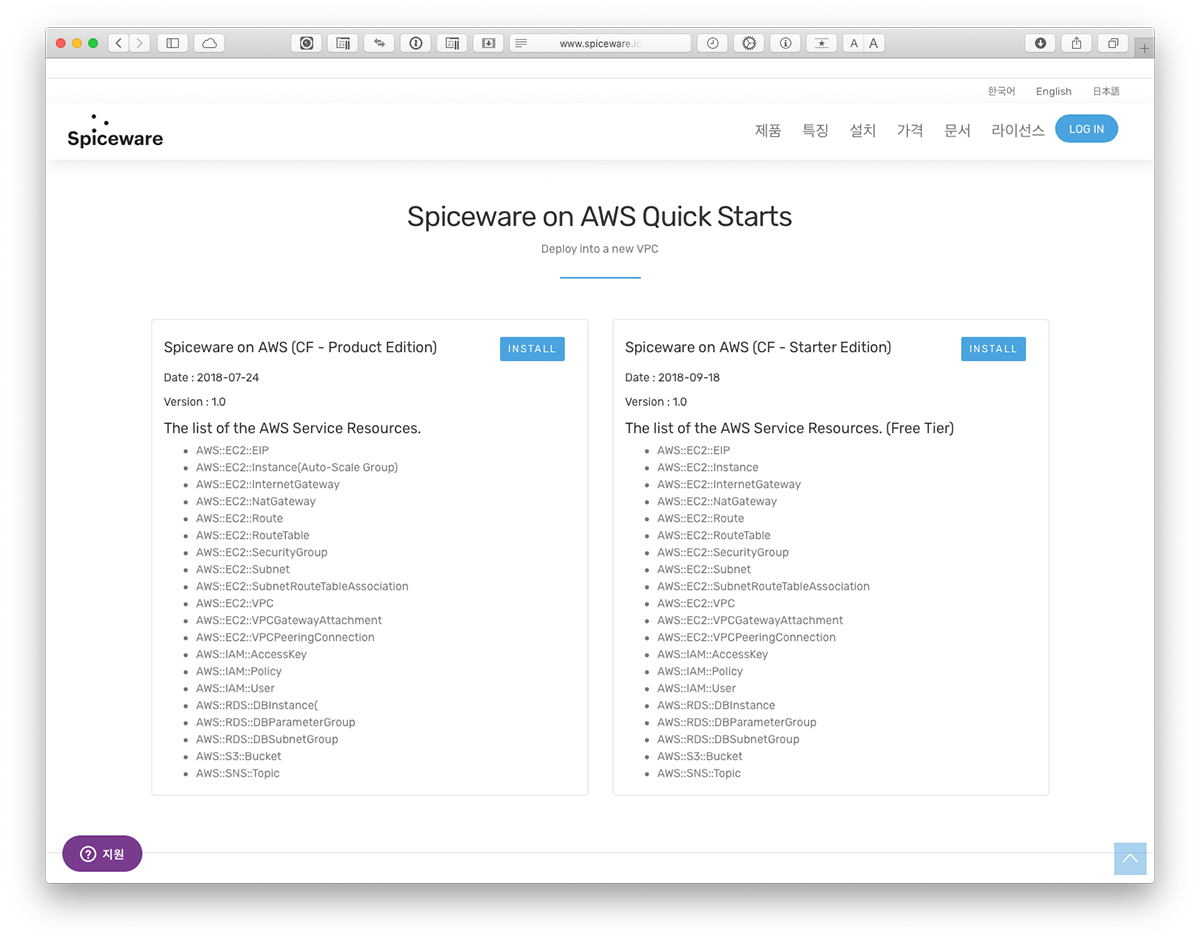 www.spiceware.io
A A
한국어 English 日本語
Spiceware
제품 특징 설치 가격 문서 라이선스 LOG IN
Spiceware on AWS Quick Starts
Deploy into a new VPC
Spiceware on AWS (CF - Product Edition) INSTALL
Date : 2018-07-24
Version : 1.0
The list of the AWS Service Resources.
AWS::EC2::EIP
AWS::EC2::Instance(Auto-Scale Group)
AWS::EC2::InternetGateway
AWS::EC2::NatGateway
AWS::EC2::Route
AWS::EC2::RouteTable
AWS::EC2::SecurityGroup
AWS::EC2::Subnet
AWS::EC2::SubnetRouteTableAssociation
AWS::EC2::VPC
AWS::EC2::VPCGatewayAttachment
AWS::EC2::VPCPeeringConnection
AWS::IAM::AccessKey
AWS::IAM::Policy
AWS::IAM::User
AWS::RDS::DBInstance(
AWS::RDS::DBParameterGroup
AWS::RDS::DBSubnetGroup
AWS::S3::Bucket
AWS::SNS::Topic
Spiceware on AWS (CF - Starter Edition) INSTALL
Date : 2018-09-18
Version : 1.0
The list of the AWS Service Resources. (Free Tier)
AWS::EC2::EIP
AWS::EC2::Instance
AWS::EC2::InternetGateway
AWS::EC2::NatGateway
AWS::EC2::Route
AWS::EC2::RouteTable
AWS::EC2::SecurityGroup
AWS::EC2::Subnet
AWS::EC2::SubnetRouteTableAssociation
AWS::EC2::VPC
AWS::EC2::VPCGatewayAttachment
AWS::EC2::VPCPeeringConnection
AWS::IAM::AccessKey
AWS::IAM::Policy
AWS::IAM::User
AWS::RDS::DBInstance
AWS::RDS::DBParameterGroup
AWS::RDS::DBSubnetGroup
AWS::S3::Bucket
AWS::SNS::Topic
지원